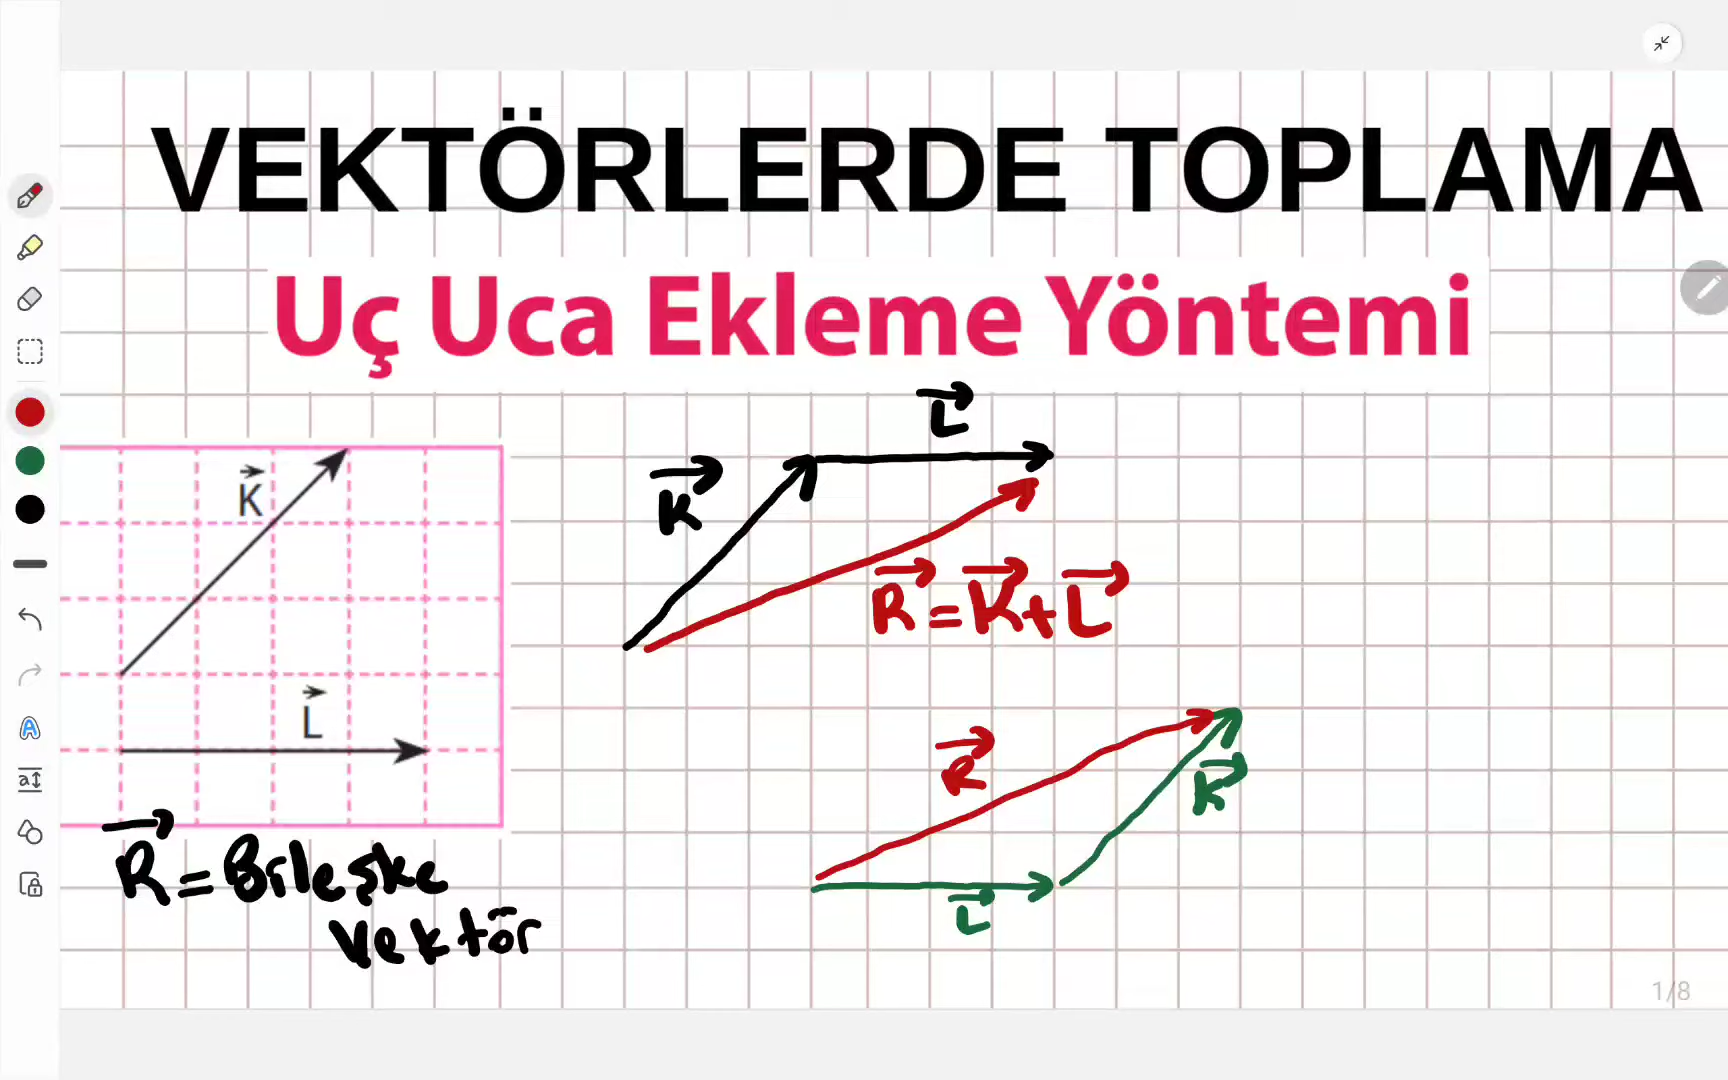 VEKTÖRLERDE TOPLAMA
Uç Uca Ekleme Yöntemi
L
K
K
R = K + L
L
R
K
R = Bileşke
Vektör
L
1/8